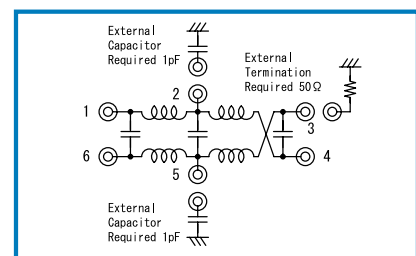 External
Capacitor
Required 1pF
External
Termination
Required 50Ω
1
2
3
6
5
4
External
Capacitor
Required 1pF